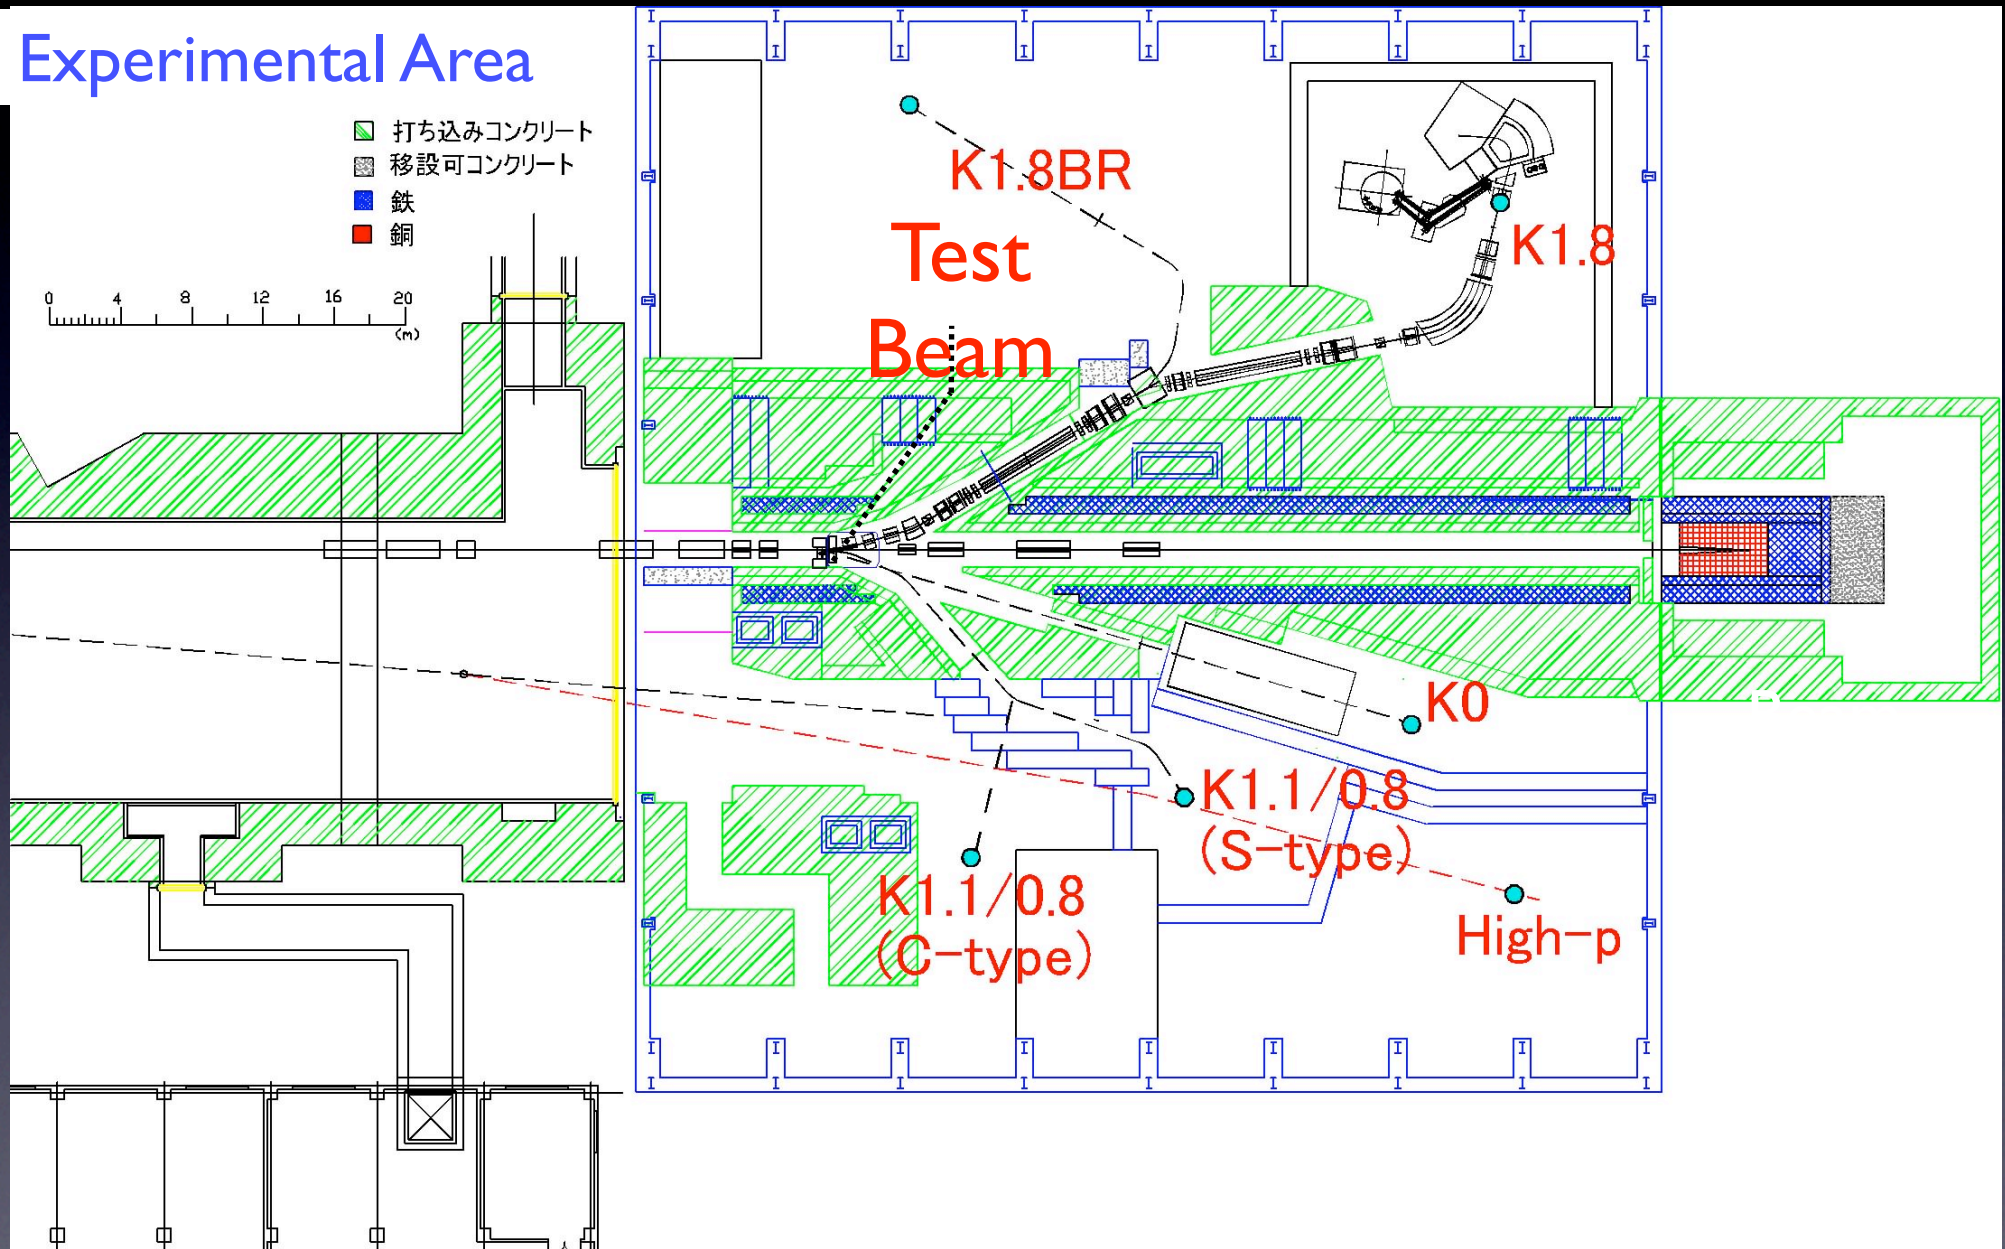 Experimental Area
打ち込みコンクリート
移設可コンクリート
鉄
銅
0 4 8 12 16 20
(m)
K1.8BR
Test
Beam
K1.8
K0
K1.1/0.8
(S-type)
K1.1/0.8
(C-type)
High-p